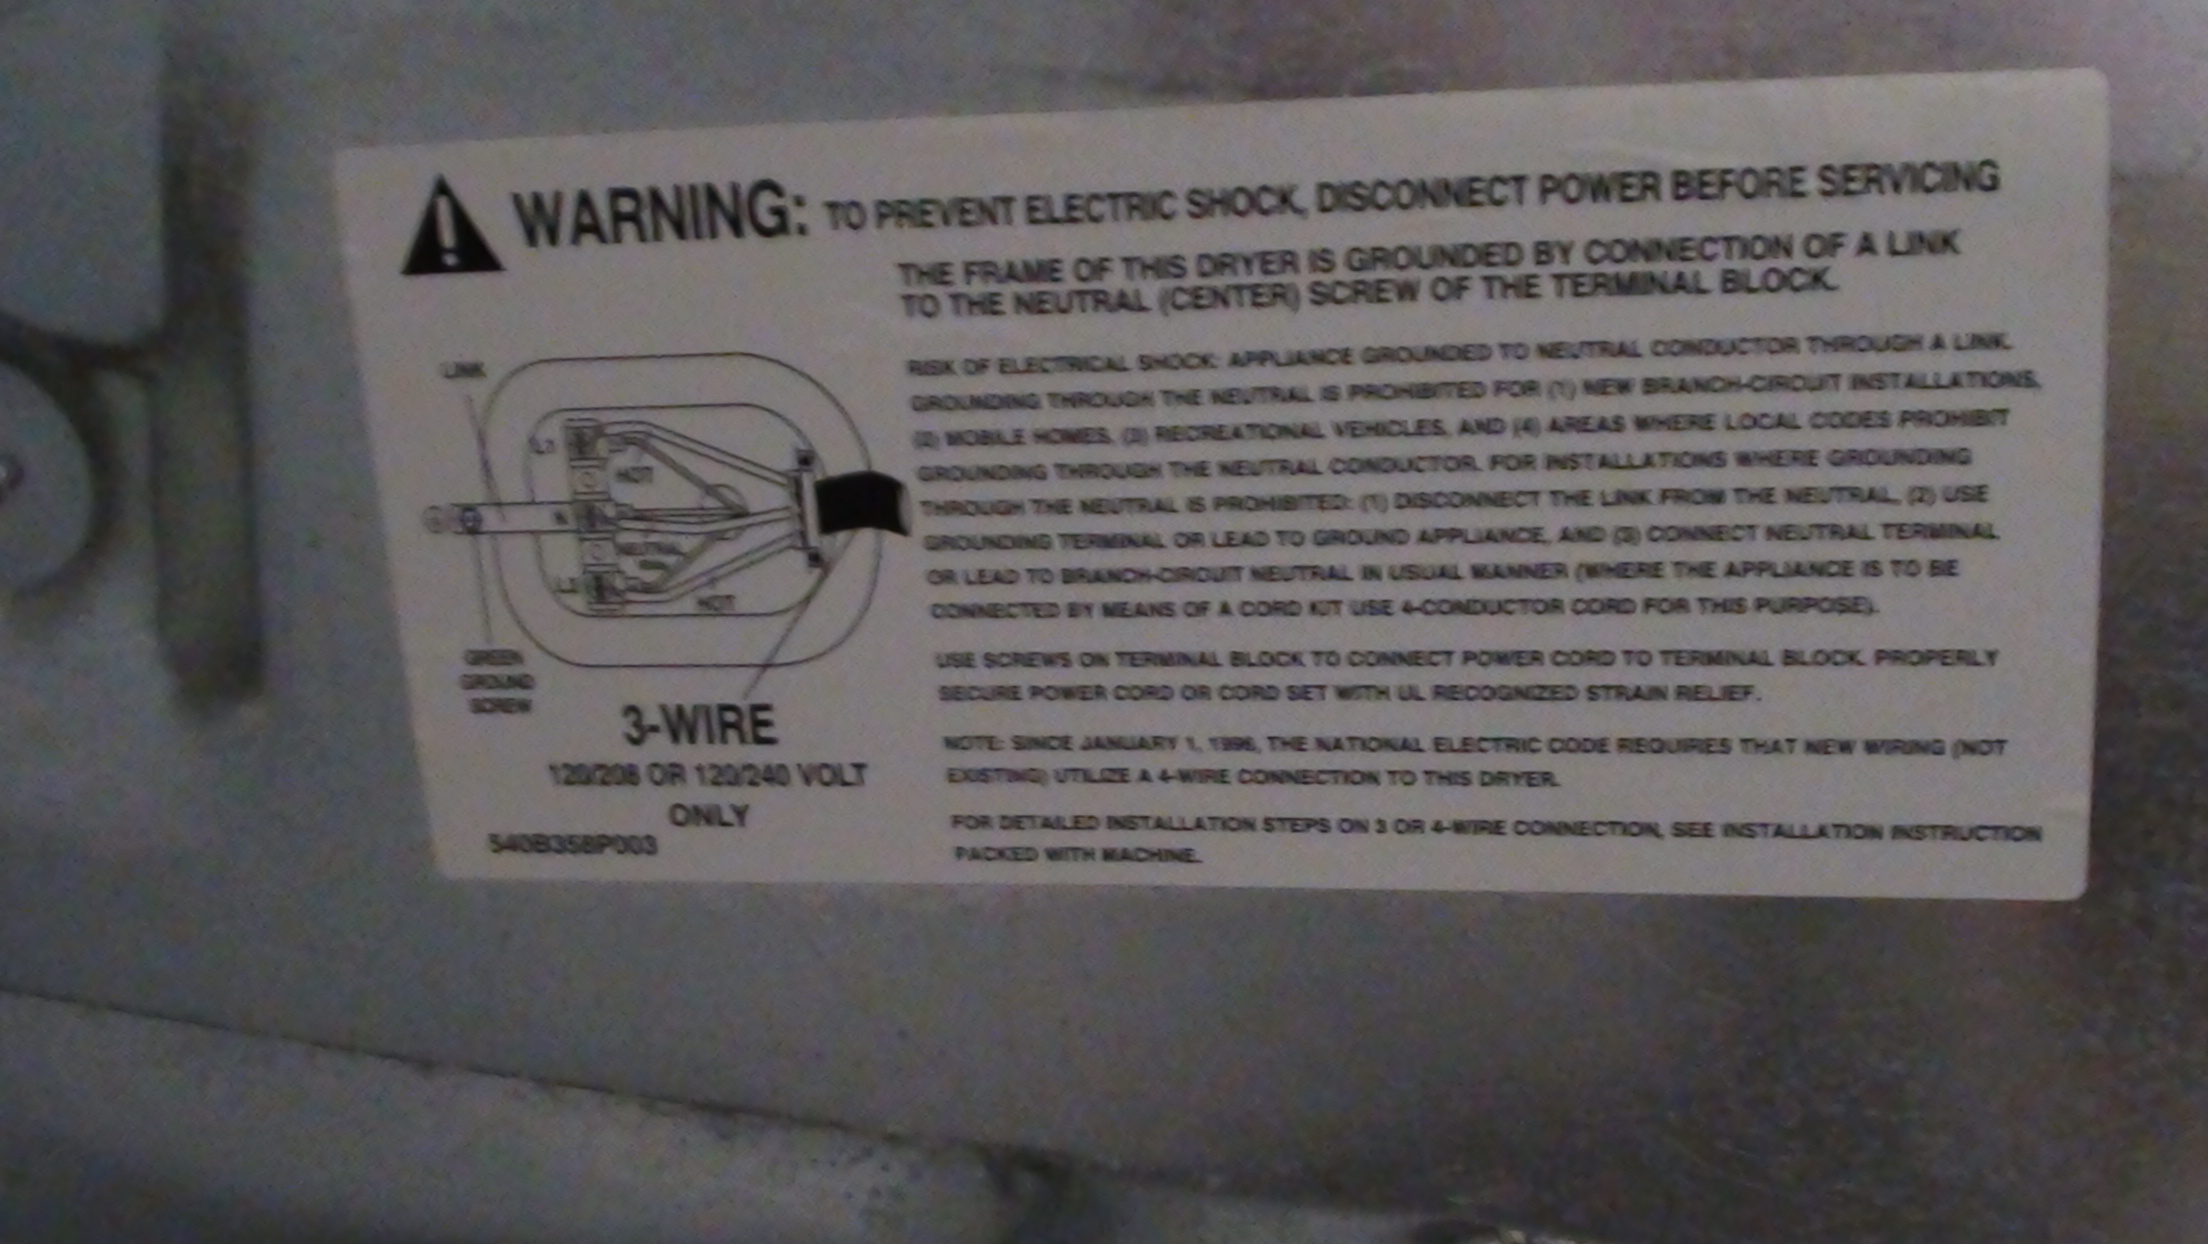 WARNING: TO PREVENT ELECTRIC SHOCK, DISCONNECT POWER BEFORE SERVICING
THE FRAME OF THIS DRYER IS GROUNDED BY CONNECTION OF A LINK
TO THE NEUTRAL (CENTER) SCREW OF THE TERMINAL BLOCK.
RISK OF ELECTRICAL SHOCK: APPLIANCE GROUNDED TO NEUTRAL CONDUCTOR THROUGH A LINK.
GROUNDING THROUGH THE NEUTRAL IS PROHIBITED FOR (1) NEW BRANCH-CIRCUIT INSTALLATIONS,
(2) MOBILE HOMES, (3) RECREATIONAL VEHICLES, AND (4) AREAS WHERE LOCAL CODES PROHIBIT
GROUNDING THROUGH THE NEUTRAL CONDUCTOR. FOR INSTALLATIONS WHERE GROUNDING
THROUGH THE NEUTRAL IS PROHIBITED: (1) DISCONNECT THE LINK FROM THE NEUTRAL, (2) USE
GROUNDING TERMINAL OR LEAD TO GROUND APPLIANCE, AND (3) CONNECT NEUTRAL TERMINAL
OR LEAD TO BRANCH-CIRCUIT NEUTRAL IN USUAL MANNER (WHERE THE APPLIANCE IS TO BE
CONNECTED BY MEANS OF A CORD KIT USE 4-CONDUCTOR CORD FOR THIS PURPOSE).
USE SCREWS ON TERMINAL BLOCK TO CONNECT POWER CORD TO TERMINAL BLOCK. PROPERLY
SECURE POWER CORD OR CORD SET WITH UL RECOGNIZED STRAIN RELIEF.
NOTE: SINCE JANUARY 1, 1996, THE NATIONAL ELECTRIC CODE REQUIRES THAT NEW WIRING (NOT
EXISTING) UTILIZE A 4-WIRE CONNECTION TO THIS DRYER.
FOR DETAILED INSTALLATION STEPS ON 3 OR 4-WIRE CONNECTION, SEE INSTALLATION INSTRUCTION
PACKED WITH MACHINE.
LINK
L1
HOT
N
NEUTRAL
L2
HOT
GREEN
GROUND
SCREW
3-WIRE
120/208 OR 120/240 VOLT
ONLY
540B358P003